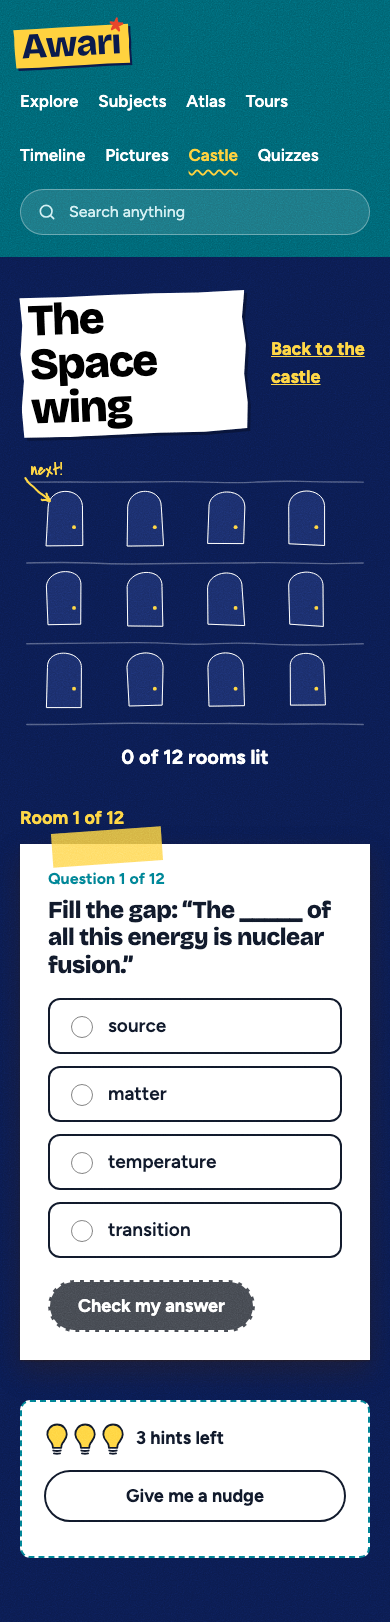 Awari
Explore Subjects Atlas Tours
Timeline Pictures Castle Quizzes
Search anything
The
Space
wing
Back to the
castle
next!
0 of 12 rooms lit
Room 1 of 12
Question 1 of 12
Fill the gap: “The ______ of
all this energy is nuclear
fusion.”
source
matter
temperature
transition
Check my answer
3 hints left
Give me a nudge